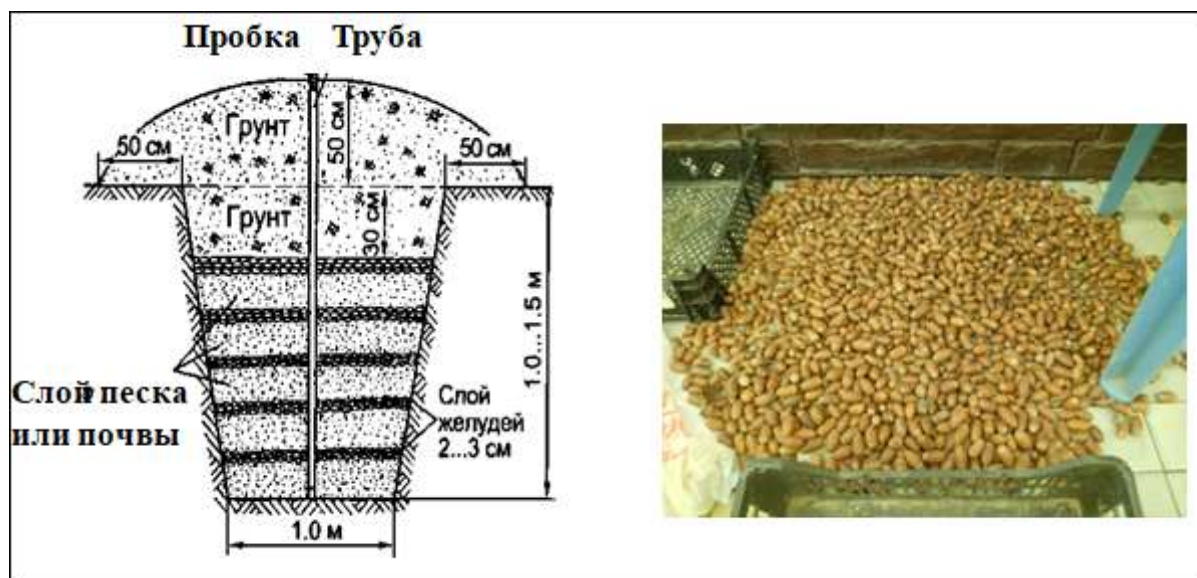 Пробка Труба
Грунт
50 см
50 см
50 см
Грунт
30 см
1.0...1.5 м
Слой песка
или почвы
Слой
желудей
2...3 см
1.0 м